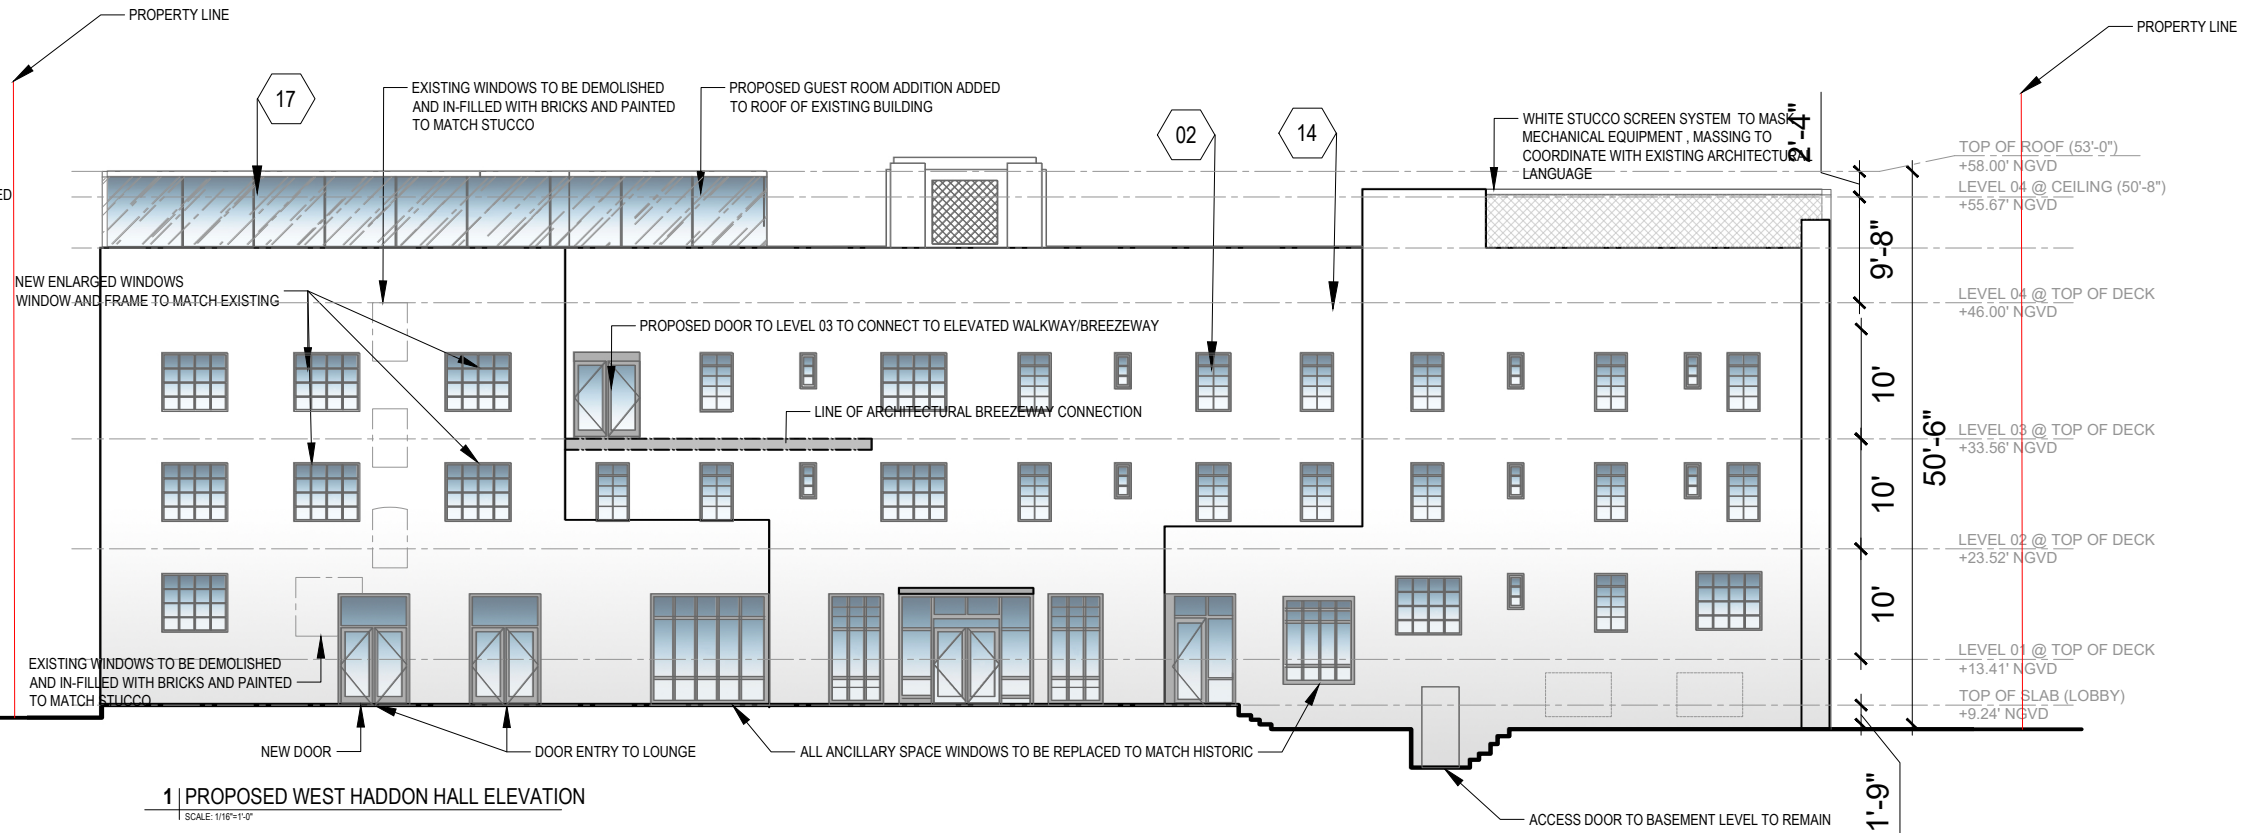 PROPERTY LINE
PROPERTY LINE
17
EXISTING WINDOWS TO BE DEMOLISHED
AND IN-FILLED WITH BRICKS AND PAINTED
TO MATCH STUCCO
PROPOSED GUEST ROOM ADDITION ADDED
TO ROOF OF EXISTING BUILDING
02
14
WHITE STUCCO SCREEN SYSTEM TO MASK
MECHANICAL EQUIPMENT , MASSING TO
COORDINATE WITH EXISTING ARCHITECTURAL
LANGUAGE
2'-4"
TOP OF ROOF (53'-0")
+58.00' NGVD
LEVEL 04 @ CEILING (50'-8")
+55.67' NGVD
9'-8"
NEW ENLARGED WINDOWS
WINDOW AND FRAME TO MATCH EXISTING
LEVEL 04 @ TOP OF DECK
+46.00' NGVD
PROPOSED DOOR TO LEVEL 03 TO CONNECT TO ELEVATED WALKWAY/BREEZEWAY
10'
LINE OF ARCHITECTURAL BREEZEWAY CONNECTION
50'-6"
LEVEL 03 @ TOP OF DECK
+33.56' NGVD
10'
LEVEL 02 @ TOP OF DECK
+23.52' NGVD
10'
EXISTING WINDOWS TO BE DEMOLISHED
AND IN-FILLED WITH BRICKS AND PAINTED
TO MATCH STUCCO
LEVEL 01 @ TOP OF DECK
+13.41' NGVD
TOP OF SLAB (LOBBY)
+9.24' NGVD
NEW DOOR
DOOR ENTRY TO LOUNGE
ALL ANCILLARY SPACE WINDOWS TO BE REPLACED TO MATCH HISTORIC
1'-9"
1 PROPOSED WEST HADDON HALL ELEVATION
SCALE: 1/16"=1'-0"
ACCESS DOOR TO BASEMENT LEVEL TO REMAIN